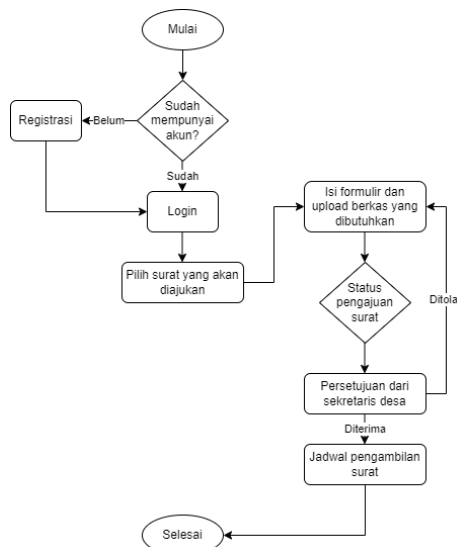 Mulai
Sudah
mempunyai
akun?
Belum
Registrasi
Sudah
Login
Pilih surat yang akan
diajukan
Isi formulir dan
upload berkas yang
dibutuhkan
Status
pengajuan
surat
Ditola
Persetujuan dari
sekretaris desa
Diterima
Jadwal pengambilan
surat
Selesai